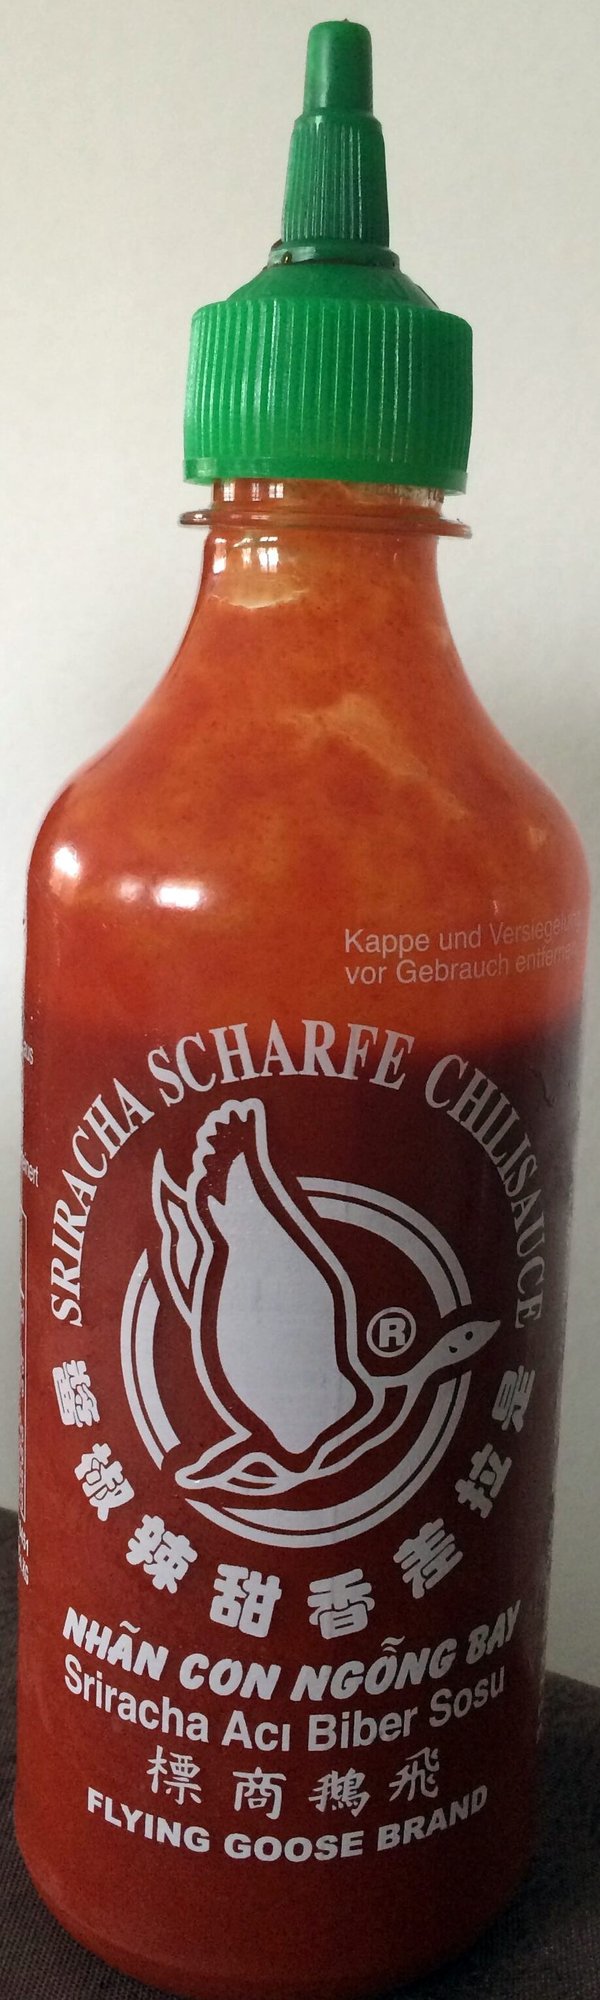 Kappe und Versiegelung
vor Gebrauch entfernen
SRIRACHA SCHARFE CHILISAUCE
®
是拉差香甜辣椒醬
NHÃN CON NGỖNG BAY
Sriracha Acı Biber Sosu
飛鵝商標
FLYING GOOSE BRAND